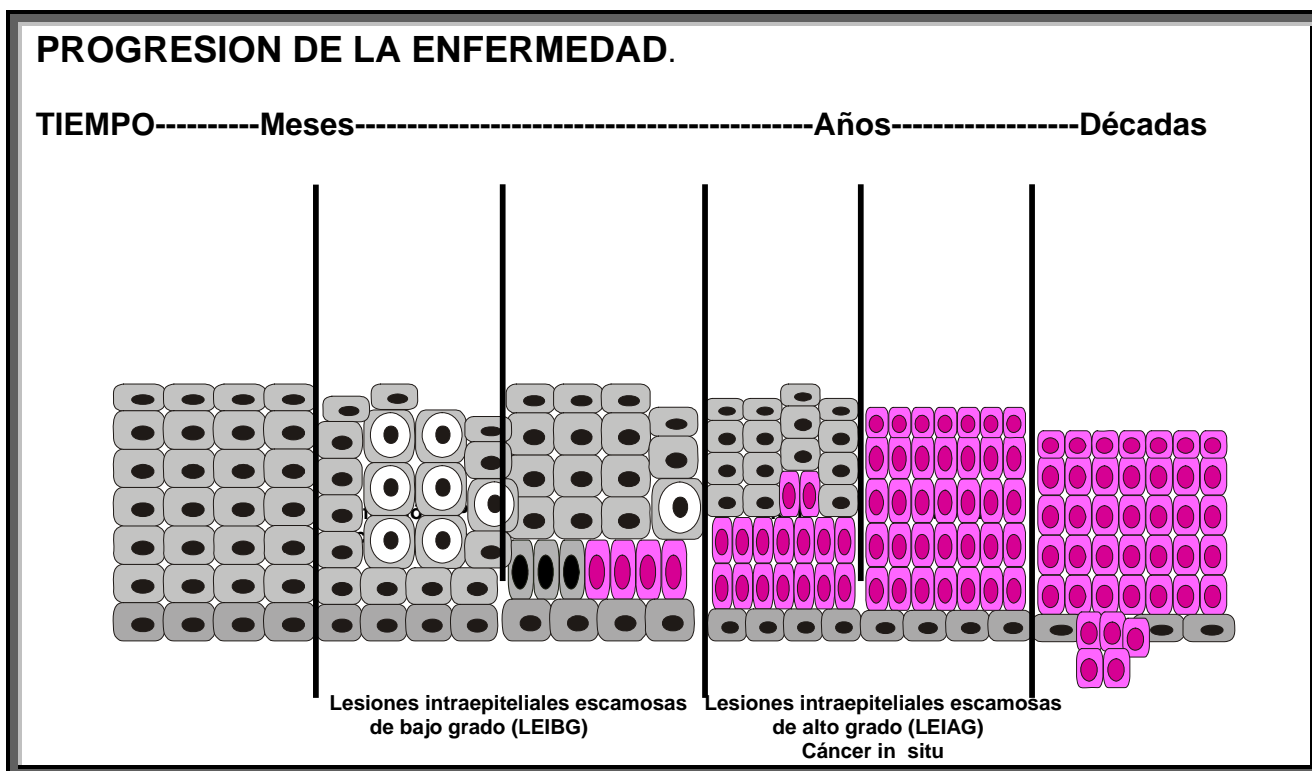 PROGRESION DE LA ENFERMEDAD.
TIEMPO----------Meses--------------------------------------------Años------------------Décadas
Lesiones intraepiteliales escamosas
de bajo grado (LEIBG)
Lesiones intraepiteliales escamosas
de alto grado (LEIAG)
Cáncer in situ